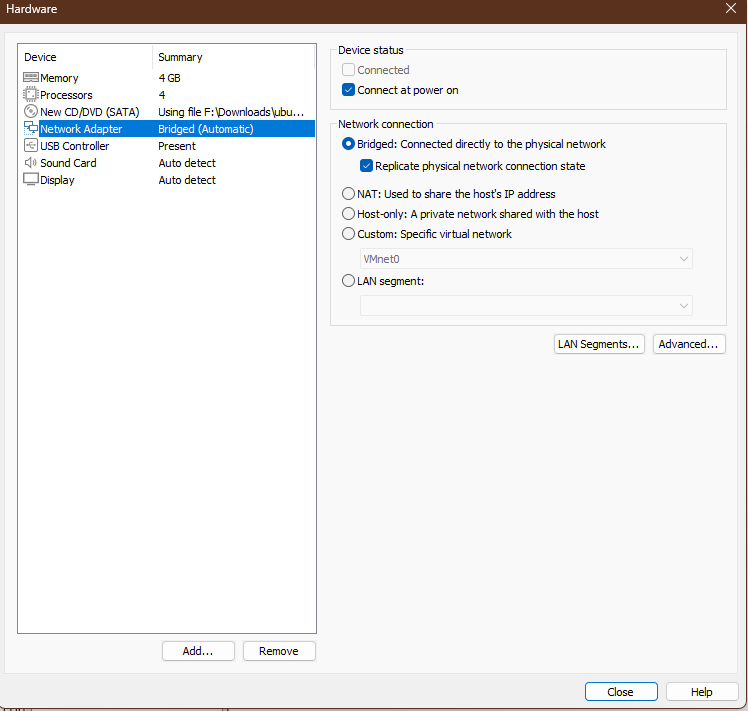 Hardware
Device Summary
Memory 4 GB
Processors 4
New CD/DVD (SATA) Using file F:\Downloads\ubu...
Network Adapter Bridged (Automatic)
USB Controller Present
Sound Card Auto detect
Display Auto detect
Add...
Remove
Device status
Connected
Connect at power on
Network connection
Bridged: Connected directly to the physical network
Replicate physical network connection state
NAT: Used to share the host's IP address
Host-only: A private network shared with the host
Custom: Specific virtual network
VMnet0
LAN segment:
LAN Segments...
Advanced...
Close
Help